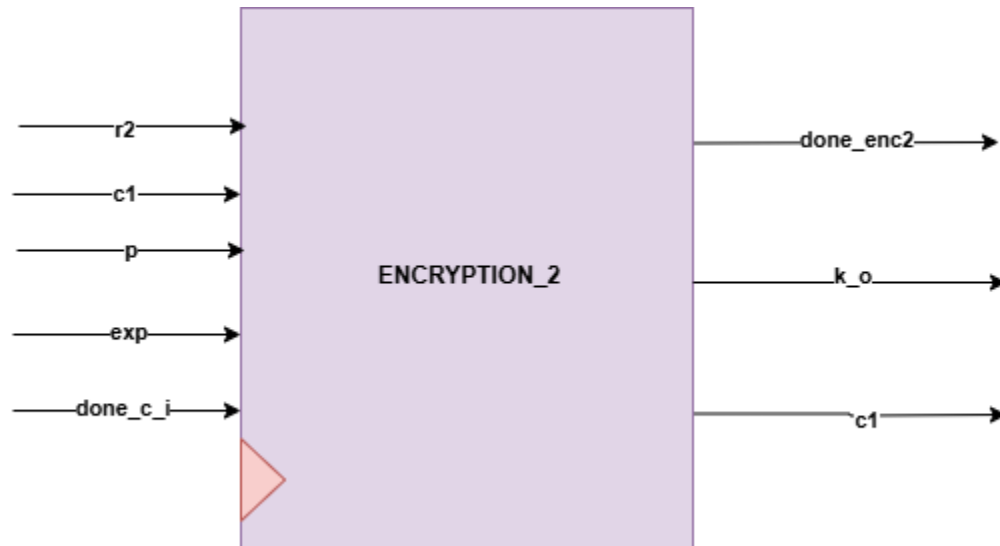 r2
c1
p
exp
done_c_i
ENCRYPTION_2
done_enc2
k_o
c1